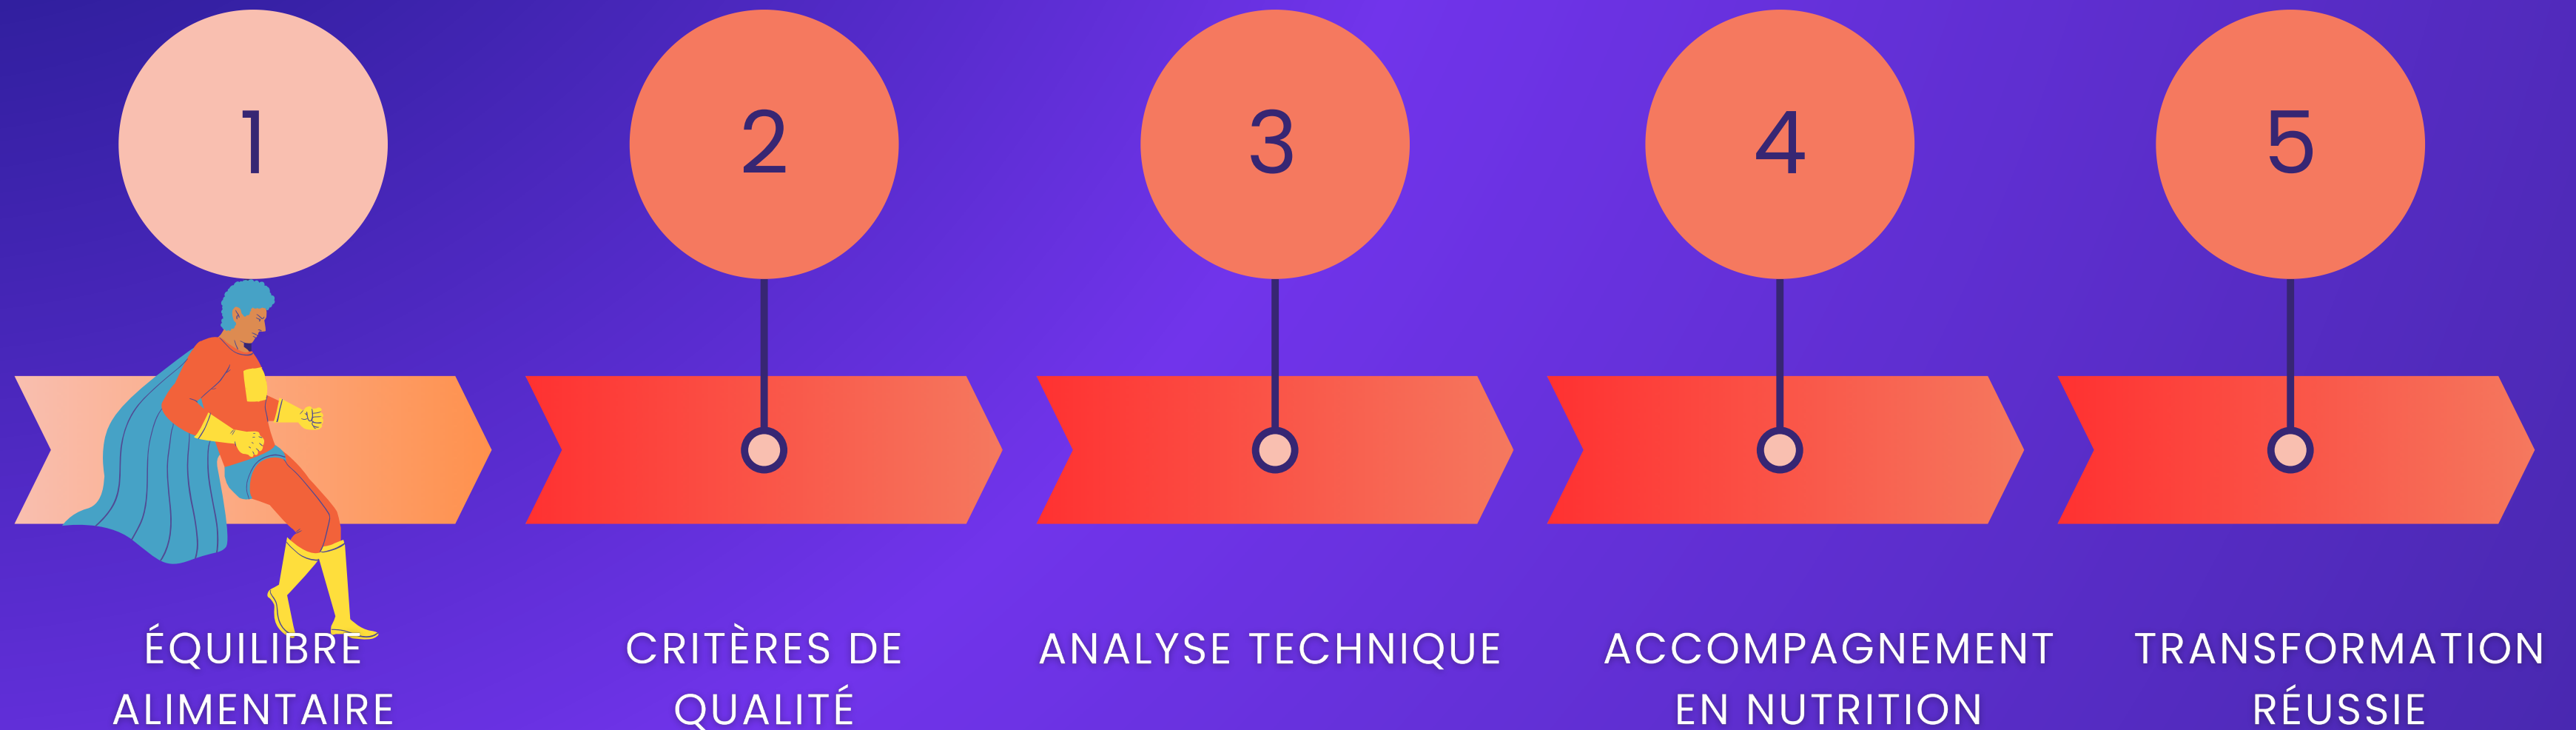 1
2
3
4
5
ÉQUILIBRE
ALIMENTAIRE
CRITÈRES DE
QUALITÉ
ANALYSE TECHNIQUE
ACCOMPAGNEMENT
EN NUTRITION
TRANSFORMATION
RÉUSSIE